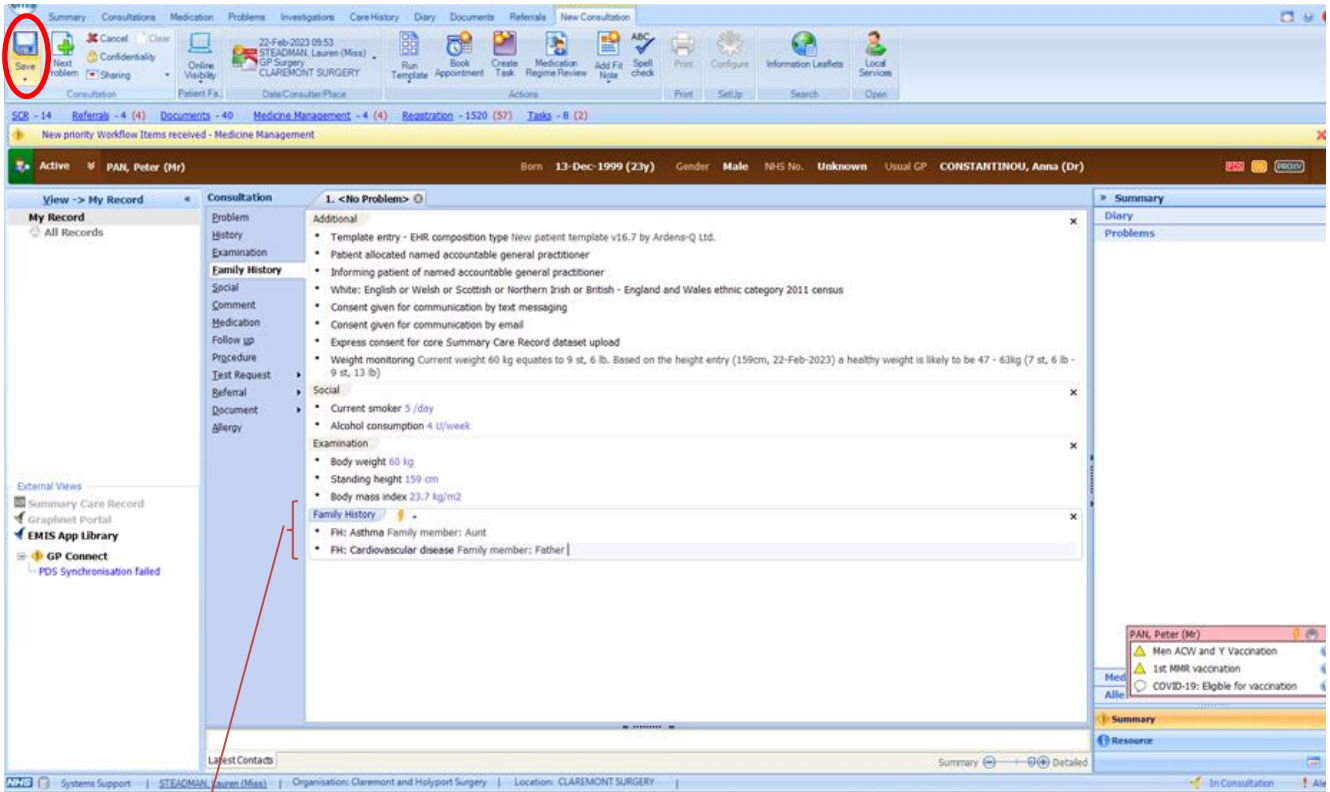 Summary Consultations Medication Problems Investigations Care History Diary Documents Referrals New Consultation
Save
Next Problem
Cancel Clear
Confidentiality
Sharing
Online Visibility
22-Feb-2023 09:53
STEADMAN, Lauren (Miss)
GP Surgery
CLAREMONT SURGERY
Run Template
Book Appointment
Create Task
Medication Regime Review
Add Fit Note
ABC
Spell check
Print
Configure
Information Leaflets
Local Services
Consultation Patient Fa... Date/Consulter/Place Actions Print SetUp Search Open
SCR - 14 Referrals - 4 (4) Documents - 40 Medicine Management - 4 (4) Registration - 1520 (57) Tasks - 8 (2)
New priority Workflow Items received - Medicine Management
Active PAN, Peter (Mr) Born 13-Dec-1999 (23y) Gender Male NHS No. Unknown Usual GP CONSTANTINOU, Anna (Dr) PROXY
View -> My Record
My Record
All Records
External Views
Summary Care Record
Graphnet Portal
EMIS App Library
GP Connect
PDS Synchronisation failed
Consultation
Problem
History
Examination
Family History
Social
Comment
Medication
Follow up
Procedure
Test Request
Referral
Document
Allergy
1. <No Problem>
Additional
Template entry - EHR composition type New patient template v16.7 by Ardens-Q Ltd.
Patient allocated named accountable general practitioner
Informing patient of named accountable general practitioner
White: English or Welsh or Scottish or Northern Irish or British - England and Wales ethnic category 2011 census
Consent given for communication by text messaging
Consent given for communication by email
Express consent for core Summary Care Record dataset upload
Weight monitoring Current weight 60 kg equates to 9 st, 6 lb. Based on the height entry (159cm, 22-Feb-2023) a healthy weight is likely to be 47 - 63kg (7 st, 6 lb -
9 st, 13 lb)
Social
Current smoker 5 /day
Alcohol consumption 4 U/week
Examination
Body weight 60 kg
Standing height 159 cm
Body mass index 23.7 kg/m2
Family History
FH: Asthma Family member: Aunt
FH: Cardiovascular disease Family member: Father
Summary
Diary
Problems
PAN, Peter (Mr)
Men ACW and Y Vaccination
1st MMR vaccination
COVID-19: Eligible for vaccination
Med
Alle
Summary
Resource
Latest Contacts
Summary Detailed
NHS Systems Support | STEADMAN, Lauren (Miss) | Organisation: Claremont and Holyport Surgery | Location: CLAREMONT SURGERY | In Consultation Ale